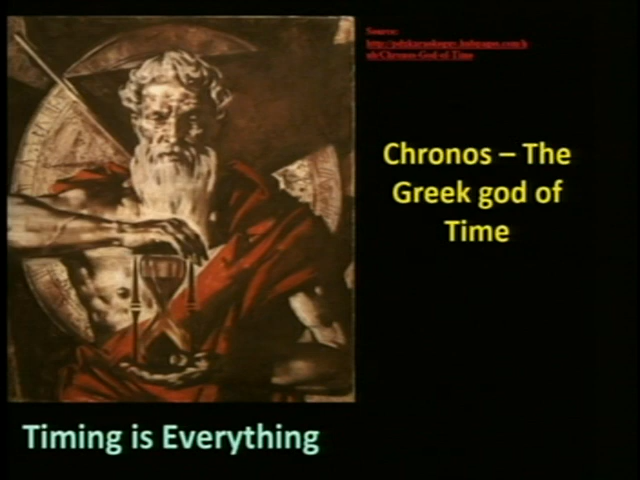 Source:
Chronos – The
Greek god of
Time
Timing is Everything